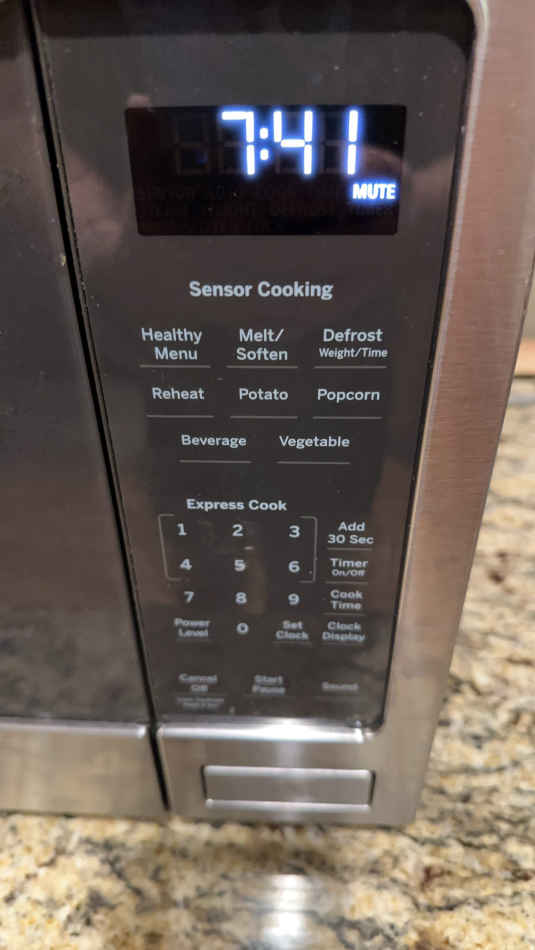 7:41
MUTE
Sensor Cooking
Healthy Menu
Melt/ Soften
Defrost Weight/Time
Reheat
Potato
Popcorn
Beverage
Vegetable
Express Cook
1 2 3
Add 30 Sec
4 5 6
Timer On/Off
7 8 9
Cook Time
Power Level
0
Set Clock
Clock Display
Cancel Off
Start Pause
Sound